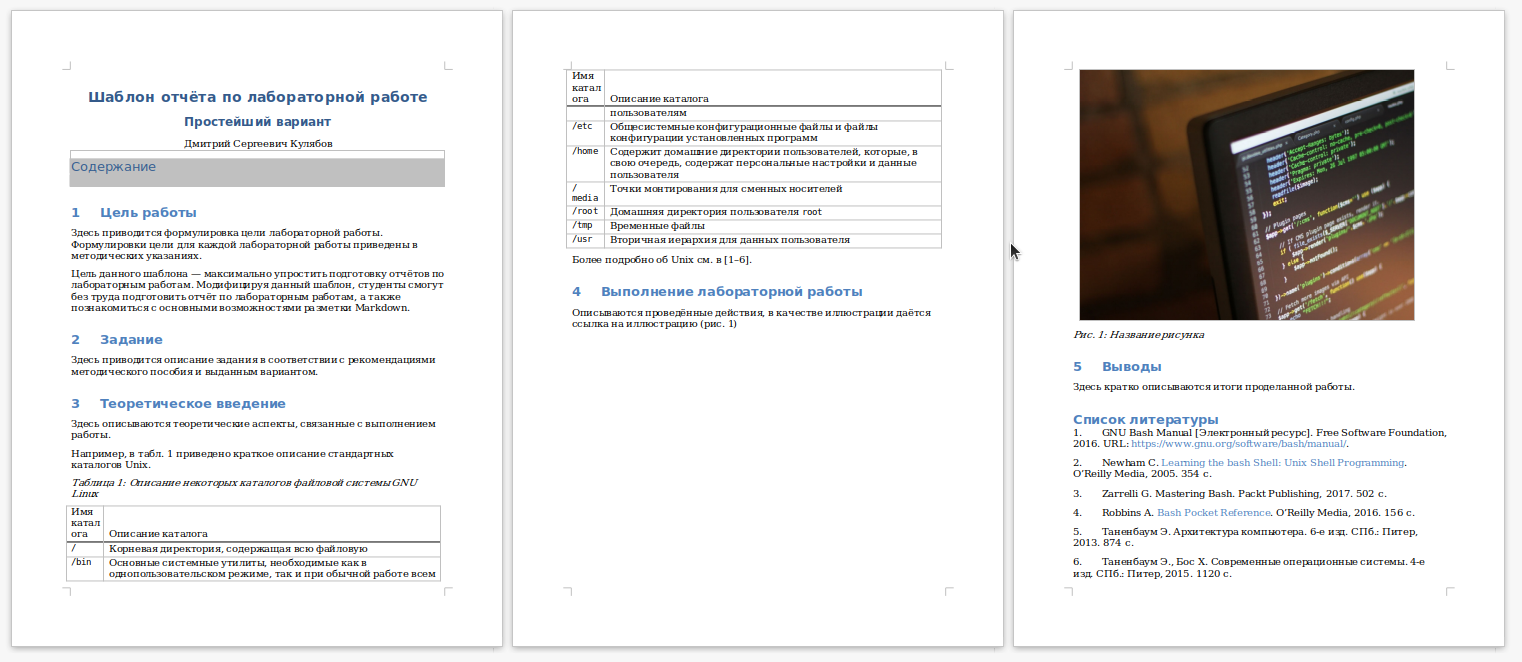 Шаблон отчёта по лабораторной работе
Простейший вариант
Дмитрий Сергеевич Кулябов
Содержание
1 Цель работы
Здесь приводится формулировка цели лабораторной работы.
Формулировки цели для каждой лабораторной работы приведены в
методических указаниях.
Цель данного шаблона — максимально упростить подготовку отчётов по
лабораторным работам. Модифицируя данный шаблон, студенты смогут
без труда подготовить отчёт по лабораторным работам, а также
познакомиться с основными возможностями разметки Markdown.
2 Задание
Здесь приводится описание задания в соответствии с рекомендациями
методического пособия и выданным вариантом.
3 Теоретическое введение
Здесь описываются теоретические аспекты, связанные с выполнением
работы.
Например, в табл. 1 приведено краткое описание стандартных
каталогов Unix.
Таблица 1: Описание некоторых каталогов файловой системы GNU
Linux
Имя
катал
ога Описание каталога
/ Корневая директория, содержащая всю файловую
/bin Основные системные утилиты, необходимые как в
однопользовательском режиме, так и при обычной работе всем
Имя
катал
ога Описание каталога
пользователям
/etc Общесистемные конфигурационные файлы и файлы
конфигурации установленных программ
/home Содержит домашние директории пользователей, которые, в
свою очередь, содержат персональные настройки и данные
пользователя
/ Точки монтирования для сменных носителей
media
/root Домашняя директория пользователя root
/tmp Временные файлы
/usr Вторичная иерархия для данных пользователя
Более подробно об Unix см. в [1–6].
4 Выполнение лабораторной работы
Описываются проведённые действия, в качестве иллюстрации даётся
ссылка на иллюстрацию (рис. 1)
header('Accept-Ranges: bytes');
exit;
});
// Plugin pages
} else {
}
Рис. 1: Название рисунка
5 Выводы
Здесь кратко описываются итоги проделанной работы.
Список литературы
1. GNU Bash Manual [Электронный ресурс]. Free Software Foundation,
2016. URL: https://www.gnu.org/software/bash/manual/.
2. Newham C. Learning the bash Shell: Unix Shell Programming.
O’Reilly Media, 2005. 354 с.
3. Zarrelli G. Mastering Bash. Packt Publishing, 2017. 502 с.
4. Robbins A. Bash Pocket Reference. O’Reilly Media, 2016. 156 с.
5. Таненбаум Э. Архитектура компьютера. 6-е изд. СПб.: Питер,
2013. 874 с.
6. Таненбаум Э., Бос Х. Современные операционные системы. 4-е
изд. СПб.: Питер, 2015. 1120 с.